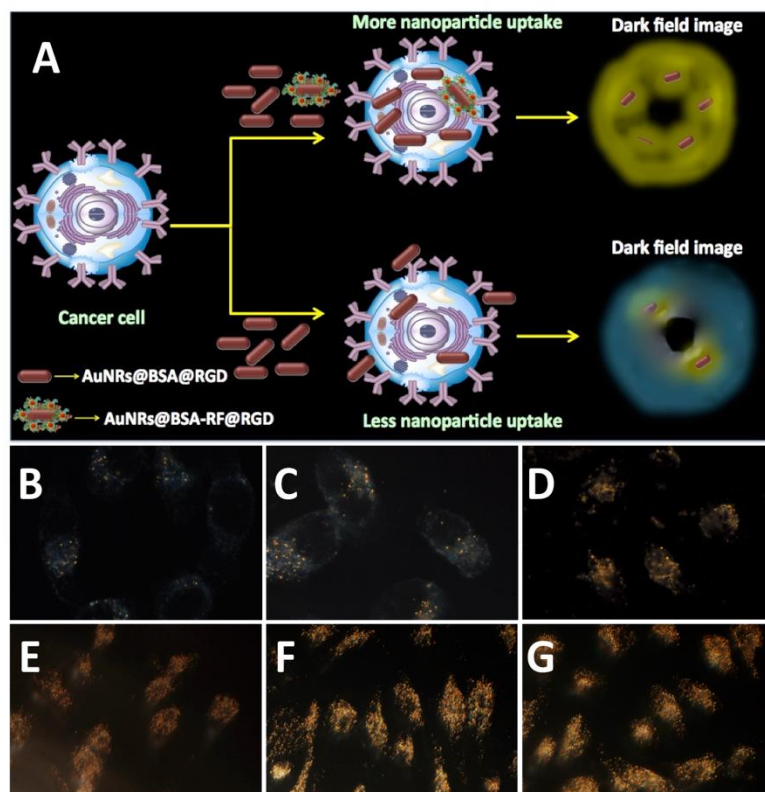 A
More nanoparticle uptake
Dark field image
Cancer cell
Dark field image
AuNRs@BSA@RGD
AuNRs@BSA-RF@RGD
Less nanoparticle uptake
B
C
D
E
F
G